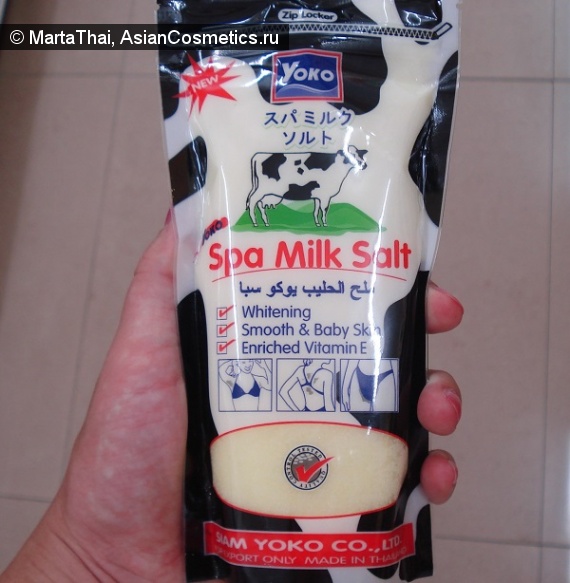 © MartaThai, AsianCosmetics.ru
Zip Locker
NEW
YOKO
スパミルク
ソルト
YOKO
Spa Milk Salt
ملح الحليب يوكو سبا
Whitening
Smooth & Baby Skin
Enriched Vitamin E
SIAM YOKO CO.,LTD.
EXPORT ONLY MADE IN THAILAND